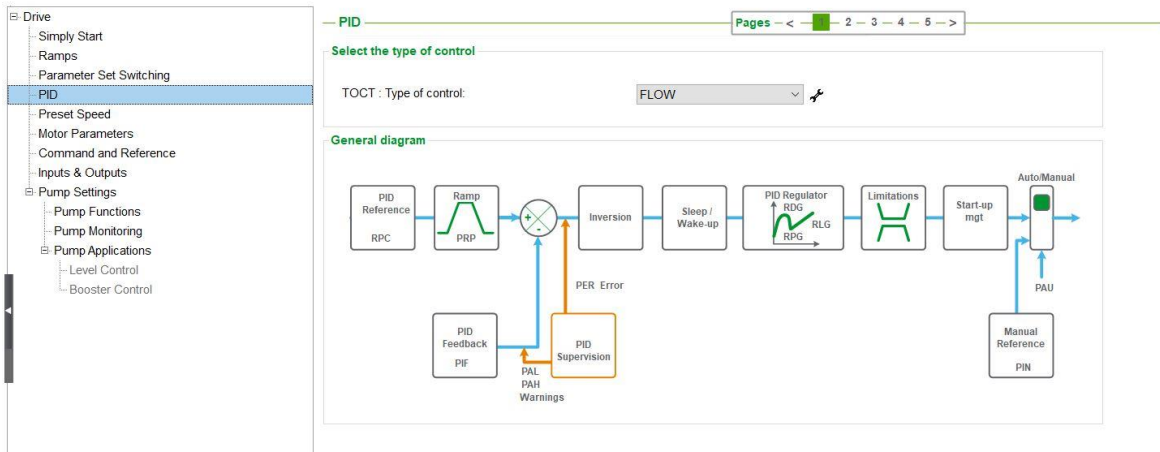 Drive
Simply Start
Ramps
Parameter Set Switching
PID
Preset Speed
Motor Parameters
Command and Reference
Inputs & Outputs
Pump Settings
Pump Functions
Pump Monitoring
Pump Applications
Level Control
Booster Control
PID
Pages – < – 1 – 2 – 3 – 4 – 5 – >
Select the type of control
TOCT : Type of control:
FLOW
General diagram
PID
Reference
RPC
Ramp
PRP
+
-
Inversion
Sleep /
Wake-up
PID Regulator
RDG
RLG
RPG
Limitations
Start-up
mgt
Auto/Manual
PAU
PER Error
PID
Feedback
PIF
PAL
PAH
Warnings
PID
Supervision
Manual
Reference
PIN